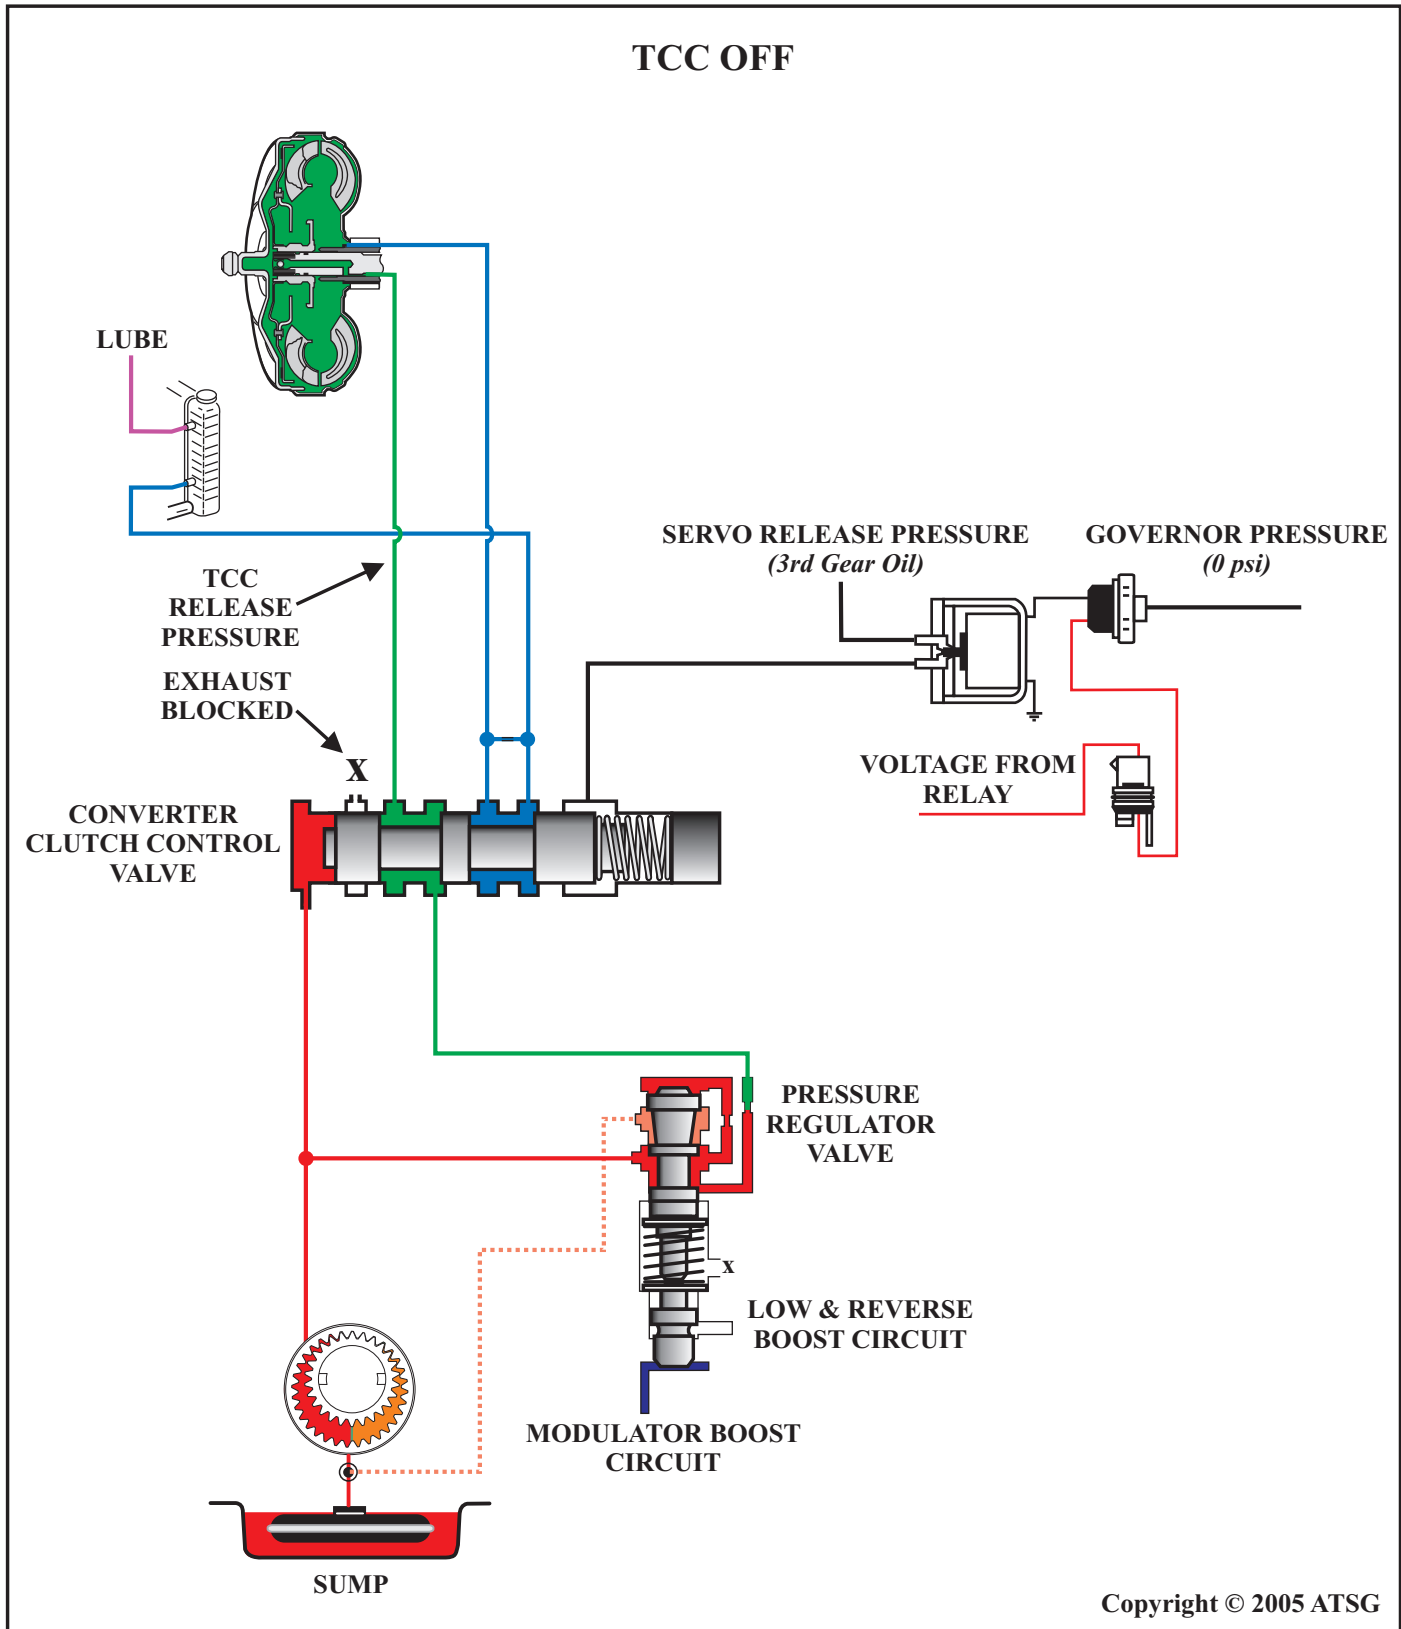 TCC OFF
LUBE
SERVO RELEASE PRESSURE
(3rd Gear Oil)
GOVERNOR PRESSURE
(0 psi)
TCC
RELEASE
PRESSURE
EXHAUST
BLOCKED
X
VOLTAGE FROM
RELAY
CONVERTER
CLUTCH CONTROL
VALVE
PRESSURE
REGULATOR
VALVE
X
LOW & REVERSE
BOOST CIRCUIT
MODULATOR BOOST
CIRCUIT
SUMP
Copyright © 2005 ATSG